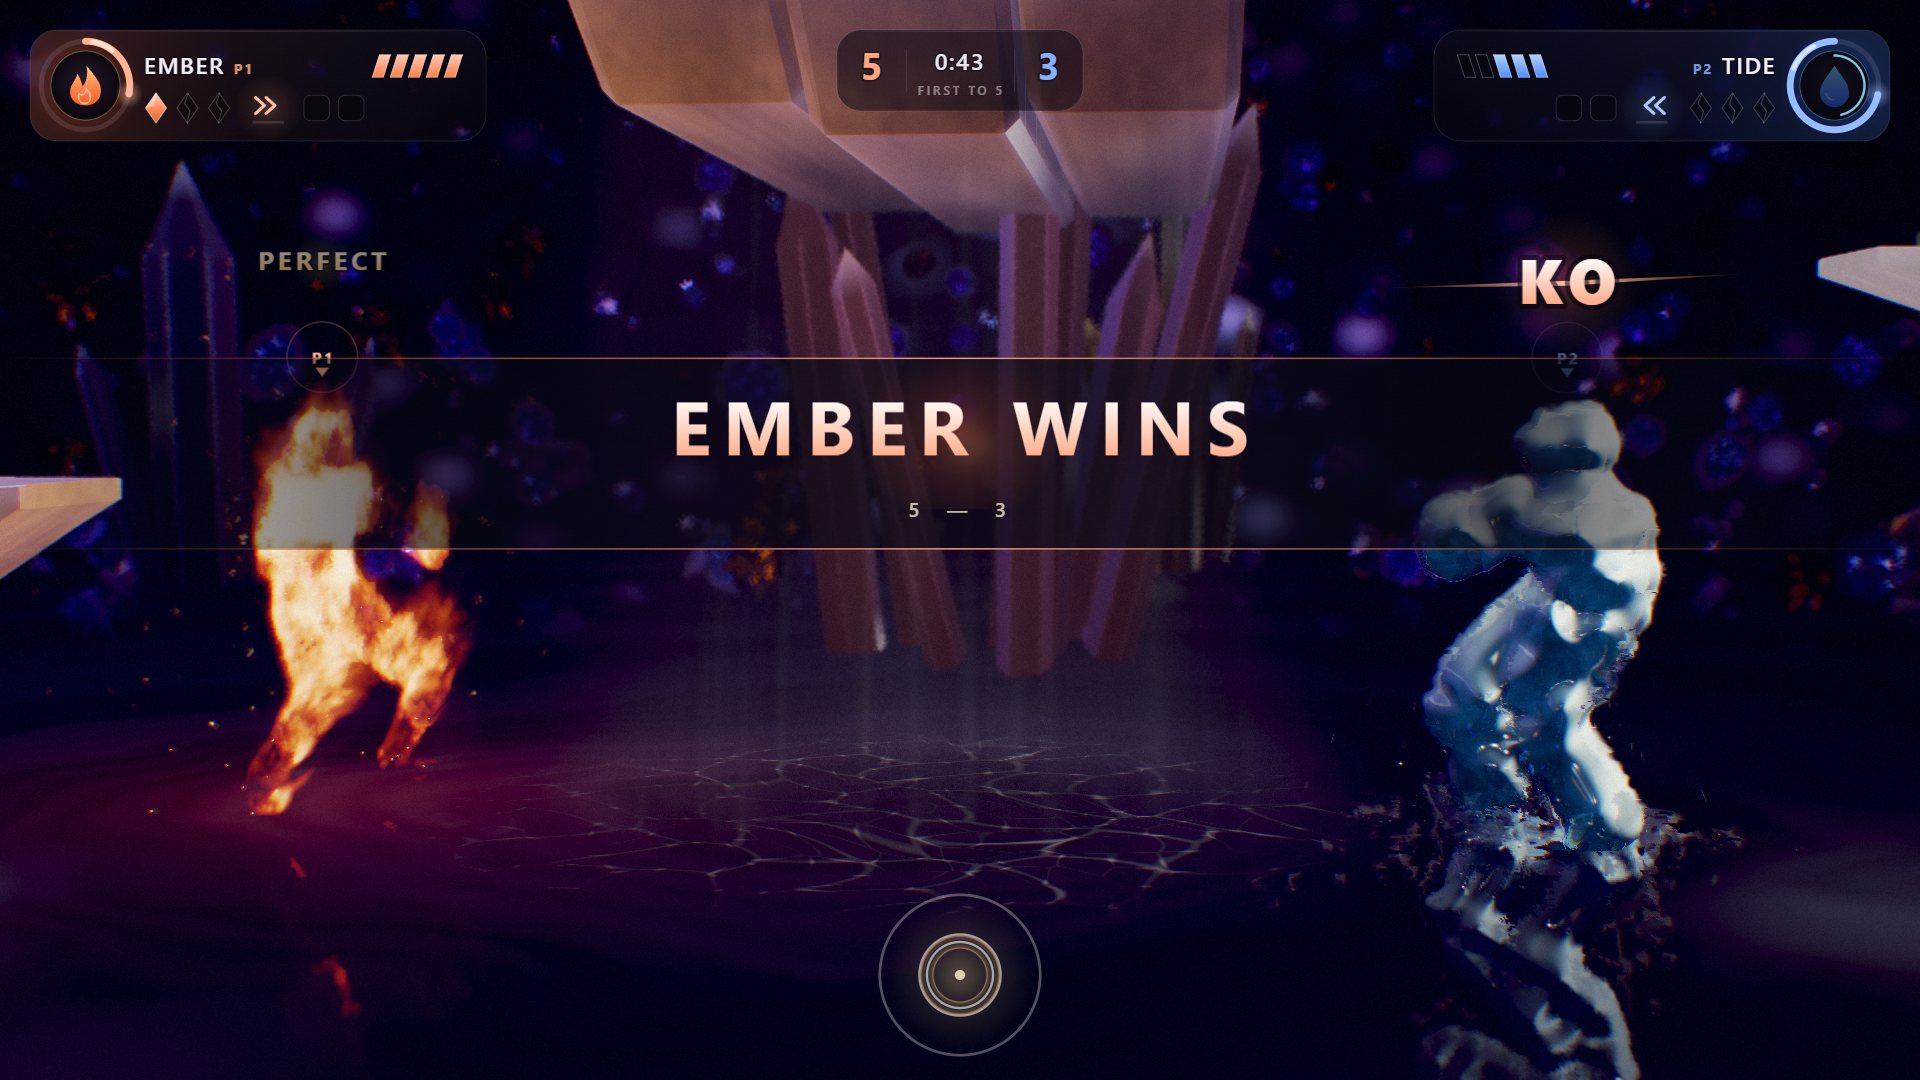 EMBER P1
5 0:43 3
FIRST TO 5
P2 TIDE
PERFECT
KO
P1
P2
EMBER WINS
5 — 3